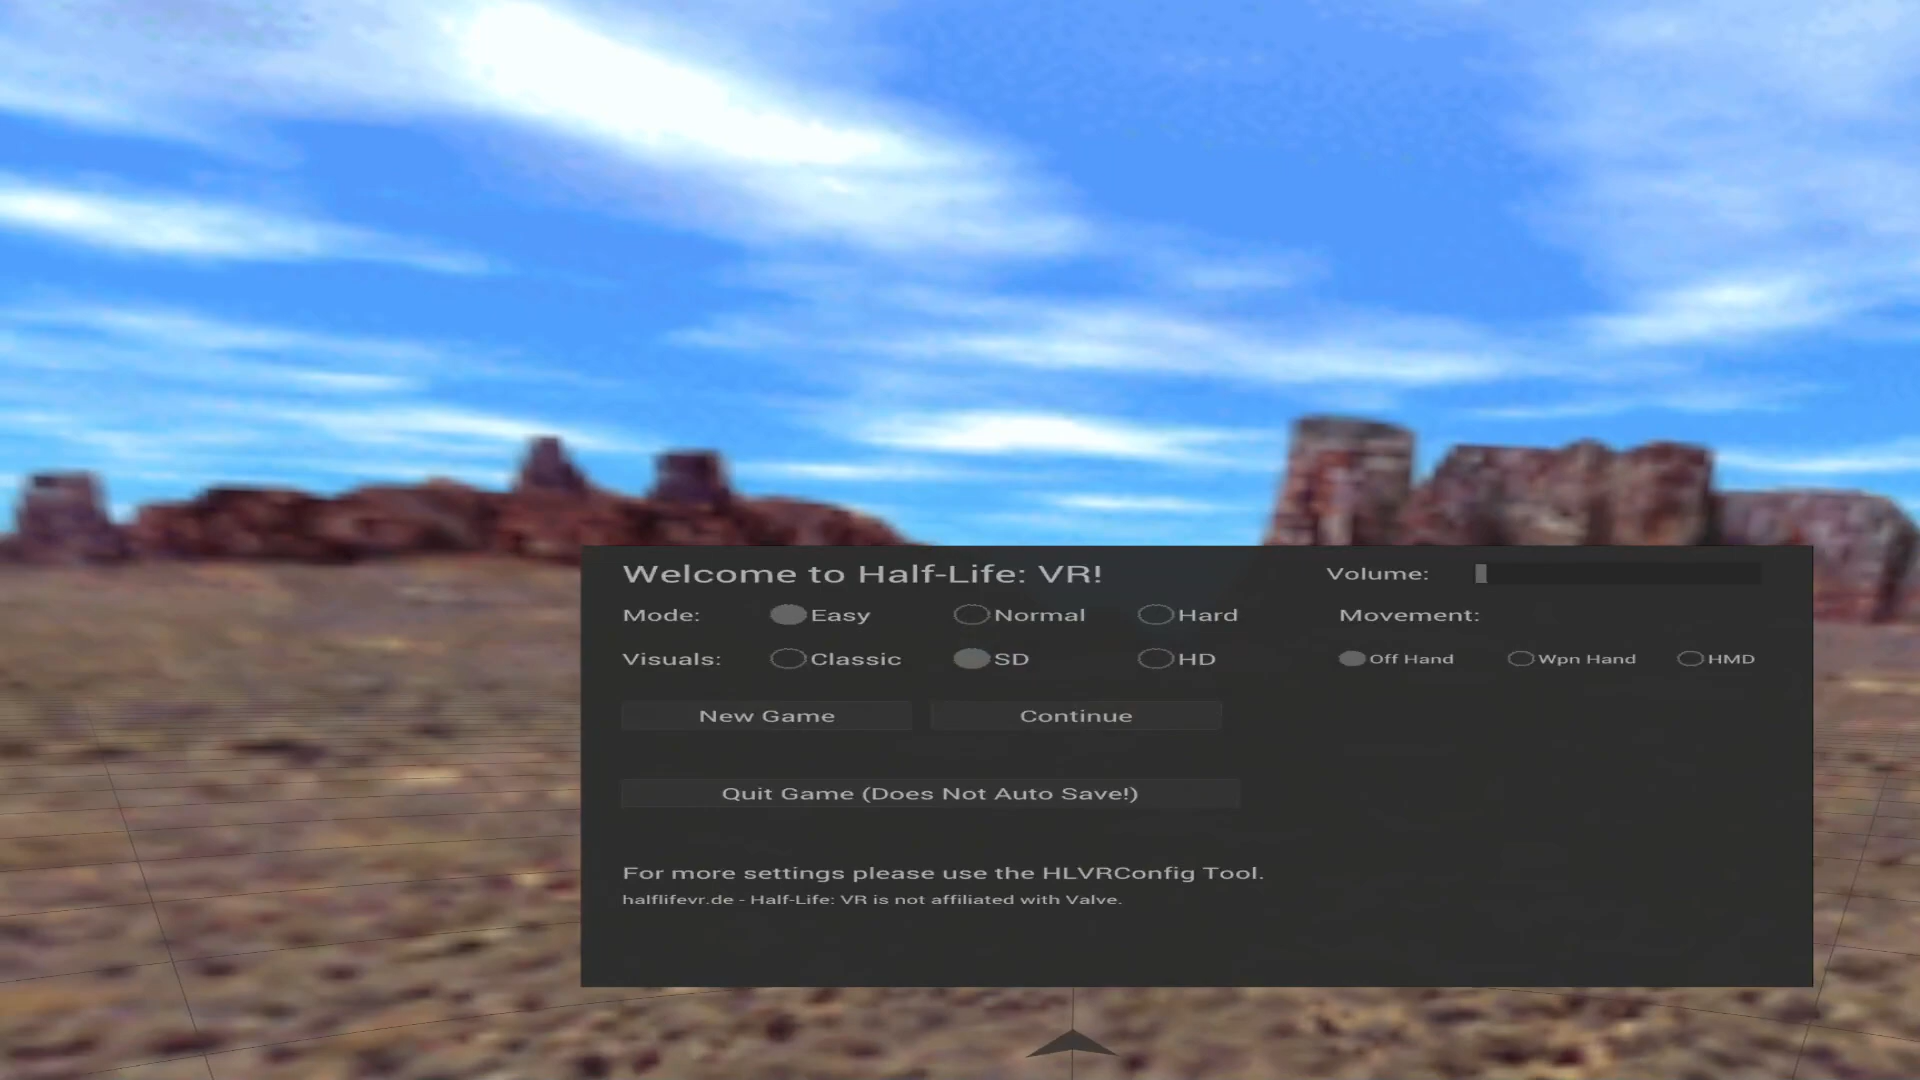 Welcome to Half-Life: VR! Volume:
Mode: Easy Normal Hard Movement:
Visuals: Classic SD HD Off Hand Wpn Hand HMD
New Game Continue
Quit Game (Does Not Auto Save!)
For more settings please use the HLVRConfig Tool.
halflifevr.de - Half-Life: VR is not affiliated with Valve.